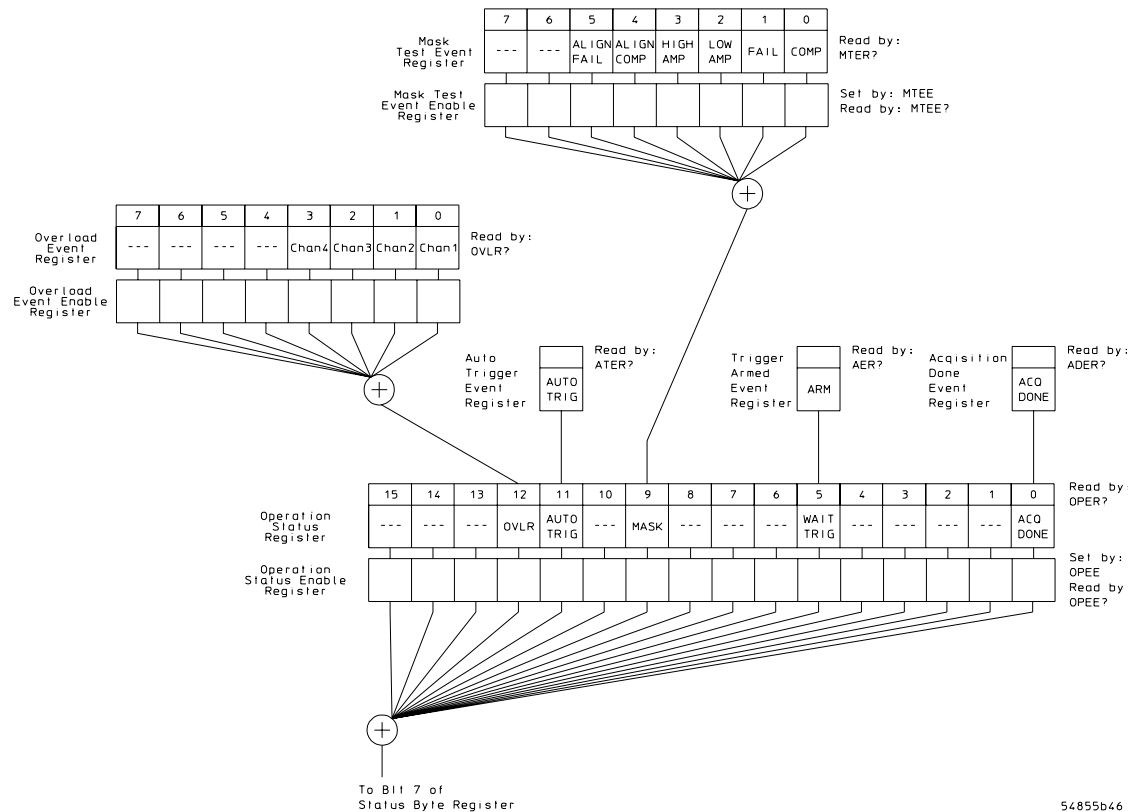 7 6 5 4 3 2 1 0
Mask
Test Event
Register
--- --- ALIGN FAIL ALIGN COMP HIGH AMP LOW AMP FAIL COMP
Read by:
MTER?
Mask Test
Event Enable
Register
Set by: MTEE
Read by: MTEE?
+
7 6 5 4 3 2 1 0
Overload
Event
Register
--- --- --- --- Chan4 Chan3 Chan2 Chan1
Read by:
OVLR?
Overload
Event Enable
Register
+
Auto
Trigger
Event
Register
AUTO
TRIG
Read by:
ATER?
Trigger
Armed
Event
Register
ARM
Read by:
AER?
Acqisition
Done
Event
Register
ACQ
DONE
Read by:
ADER?
15 14 13 12 11 10 9 8 7 6 5 4 3 2 1 0
Operation
Status
Register
--- --- --- OVLR AUTO TRIG --- MASK --- --- --- WAIT TRIG --- --- --- --- ACQ DONE
Read by:
OPER?
Operation
Status Enable
Register
Set by:
OPEE
Read by
OPEE?
+
To Bit 7 of
Status Byte Register
54855b46